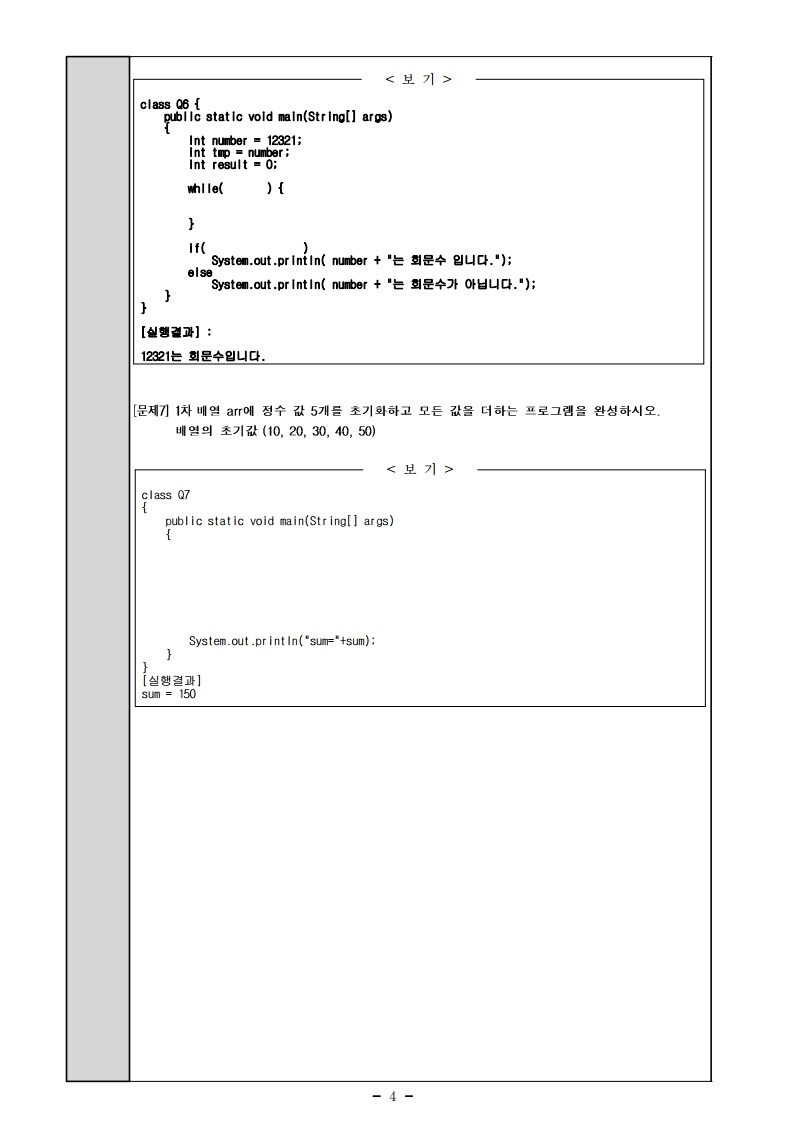 < 보 기 >
class Q6 {
    public static void main(String[] args)
    {
        int number = 12321;
        int tmp = number;
        int result = 0;
        while(       ) {
        }
        if(                )
            System.out.println( number + "는 회문수 입니다.");
        else
            System.out.println( number + "는 회문수가 아닙니다.");
    }
}
[실행결과] :
12321는 회문수입니다.
[문제7] 1차 배열 arr에 정수 값 5개를 초기화하고 모든 값을 더하는 프로그램을 완성하시오.
배열의 초기값 (10, 20, 30, 40, 50)
< 보 기 >
class Q7
{
    public static void main(String[] args)
    {
        System.out.println("sum="+sum);
    }
}
[실행결과]
sum = 150
- 4 -